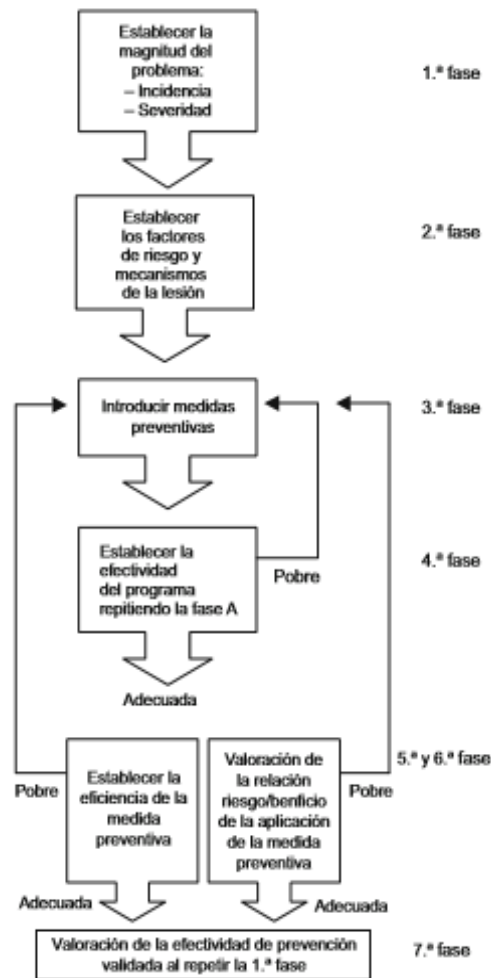 Establecer la
magnitud del
problema:
– Incidencia
– Severidad
1.ª fase
Establecer
los factores
de riesgo y
mecanismos
de la lesión
2.ª fase
Introducir medidas
preventivas
3.ª fase
Establecer la
efectividad
del programa
repitiendo la fase A
4.ª fase
Pobre
Adecuada
Establecer la
eficiencia de la
medida
preventiva
Valoración de
la relación
riesgo/benficio
de la aplicación
de la medida
preventiva
5.ª y 6.ª fase
Pobre
Pobre
Adecuada
Adecuada
Valoración de la efectividad de prevención
validada al repetir la 1.ª fase
7.ª fase